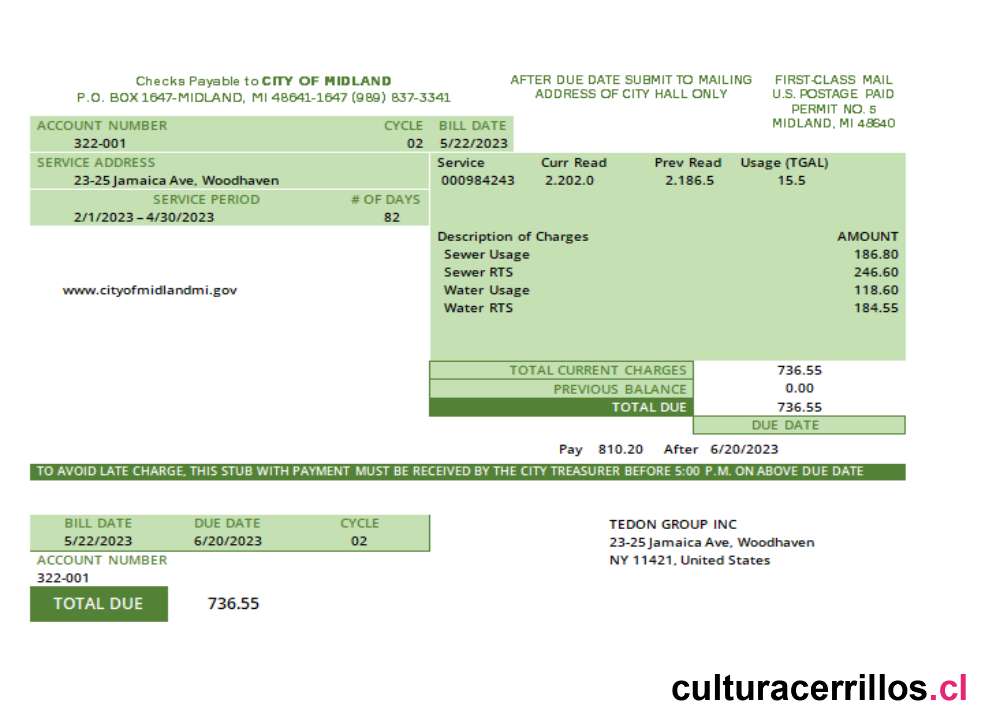 Checks Payable to CITY OF MIDLAND
P.O. BOX 1647-MIDLAND, MI 48641-1647 (989) 837-3341
AFTER DUE DATE SUBMIT TO MAILING
ADDRESS OF CITY HALL ONLY
FIRST-CLASS MAIL
U.S. POSTAGE PAID
PERMIT NO. 5
MIDLAND, MI 48640
ACCOUNT NUMBER CYCLE BILL DATE
322-001 02 5/22/2023
SERVICE ADDRESS
23-25 Jamaica Ave, Woodhaven
SERVICE PERIOD # OF DAYS
2/1/2023 – 4/30/2023 82
www.cityofmidlandmi.gov
Service Curr Read Prev Read Usage (TGAL)
000984243 2.202.0 2.186.5 15.5
Description of Charges AMOUNT
Sewer Usage 186.80
Sewer RTS 246.60
Water Usage 118.60
Water RTS 184.55
TOTAL CURRENT CHARGES 736.55
PREVIOUS BALANCE 0.00
TOTAL DUE 736.55
DUE DATE
Pay 810.20 After 6/20/2023
TO AVOID LATE CHARGE, THIS STUB WITH PAYMENT MUST BE RECEIVED BY THE CITY TREASURER BEFORE 5:00 P.M. ON ABOVE DUE DATE
BILL DATE DUE DATE CYCLE
5/22/2023 6/20/2023 02
ACCOUNT NUMBER
322-001
TOTAL DUE 736.55
TEDON GROUP INC
23-25 Jamaica Ave, Woodhaven
NY 11421, United States
culturacerrillos.cl